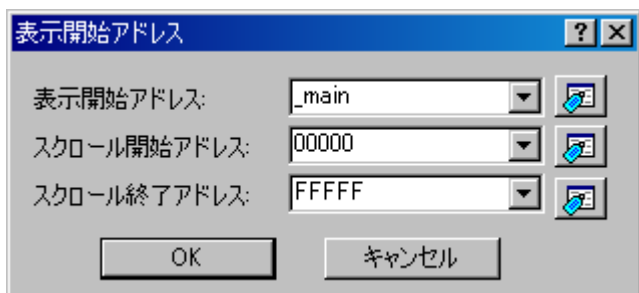 表示開始アドレス
表示開始アドレス: _main
スクロール開始アドレス: 00000
スクロール終了アドレス: FFFFF
OK キャンセル